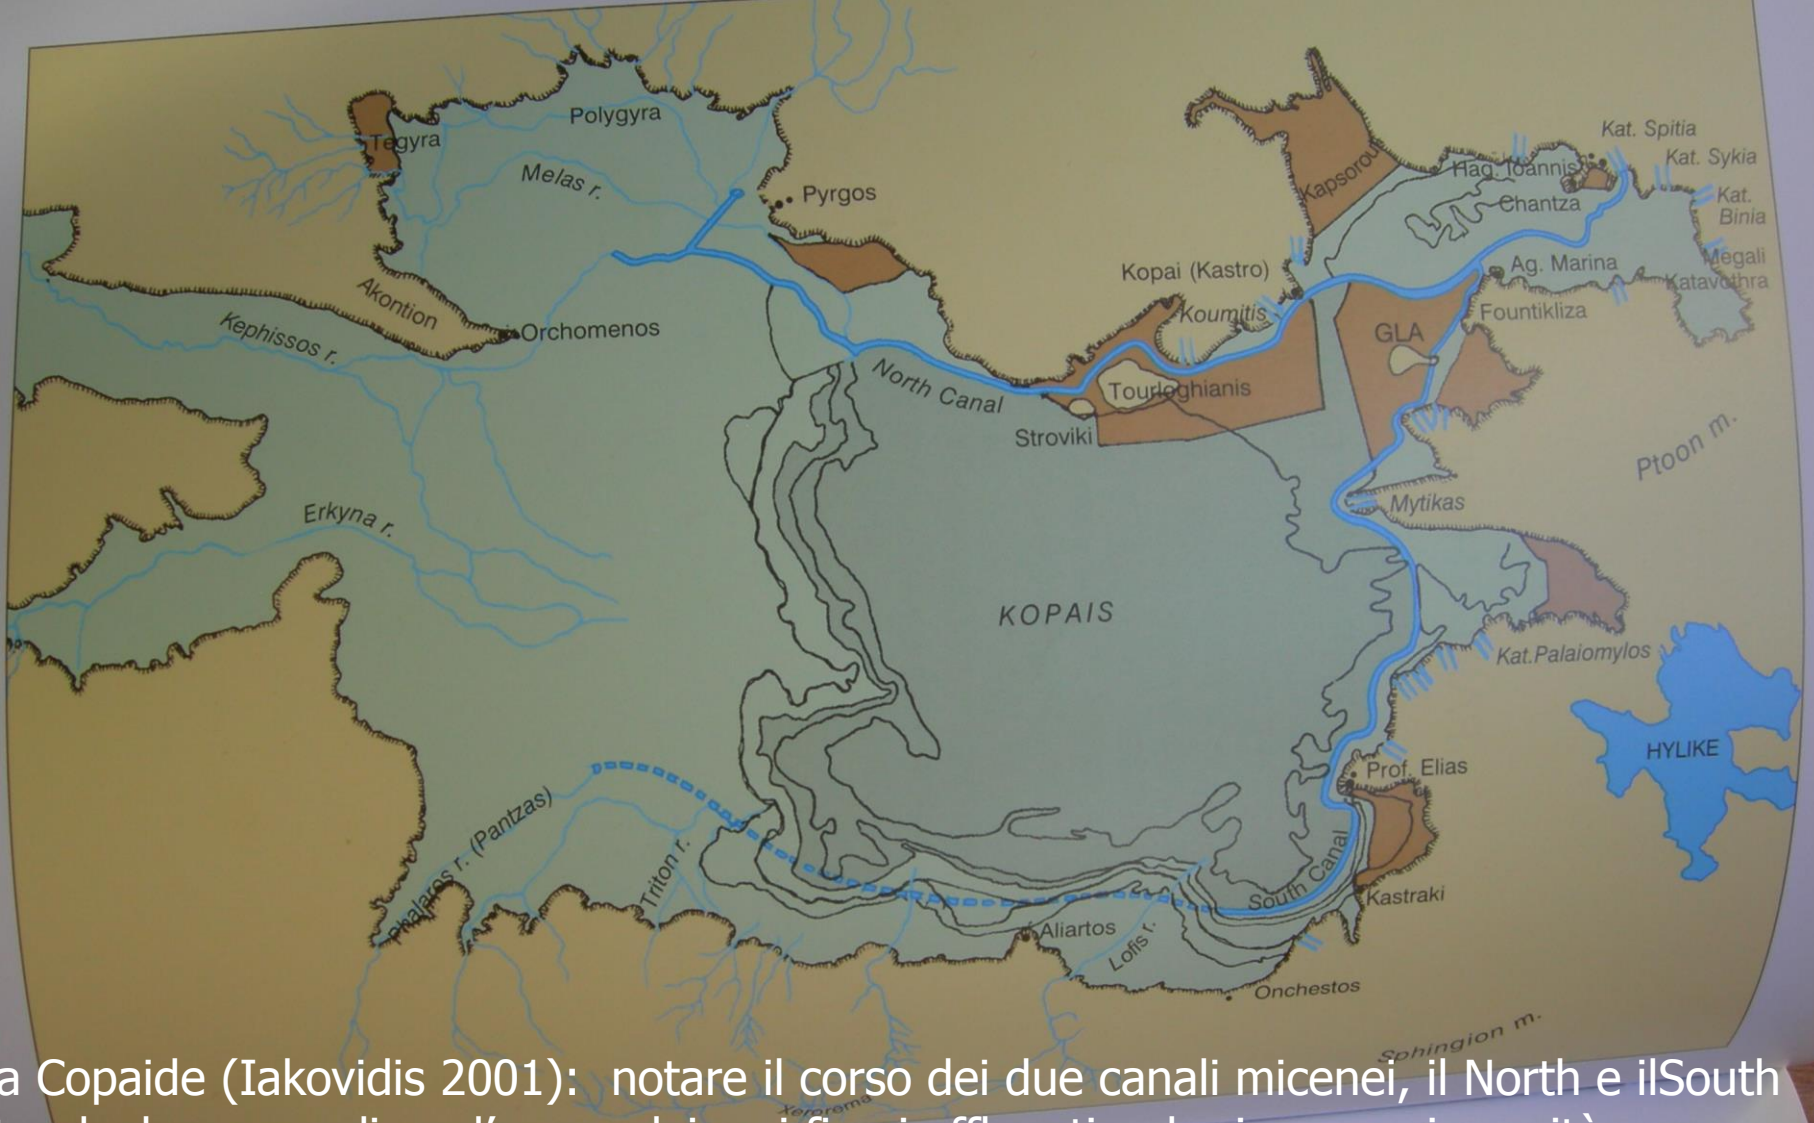 Kat. Spitia
Polygyra
Tegyra
Kat. Sykia
Hag. Ioannis
Kapsorouti
Melas r.
Pyrgos
Chantza
Kat.
Binia
Megali
Katavothra
Kopai (Kastro)
Ag. Marina
Akontion
Koumitis
Fountikliza
Kephissos r.
Orchomenos
GLA
North Canal
Tourloghianis
Stroviki
Ptoon m.
Erkyna r.
Mytikas
KOPAIS
Kat.Palaiomylos
HYLIKE
Prof. Elias
Phalaros r. (Pantzas)
Triton r.
South Canal
Kastraki
Aliartos
Lofis r.
Onchestos
Sphingion m.
a Copaide (Iakovidis 2001): notare il corso dei due canali micenei, il North e ilSouth
Xerorema